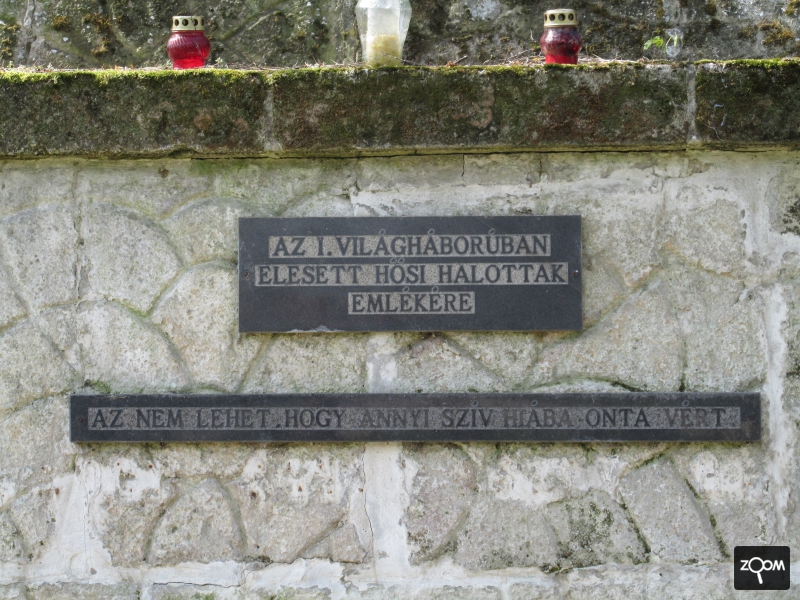 AZ I. VILÁGHÁBORÚBAN
ELESETT HŐSI HALOTTAK
EMLÉKÉRE
AZ NEM LEHET, HOGY ANNYI SZÍV HIÁBA ONTA VÉRT.
ZOOM